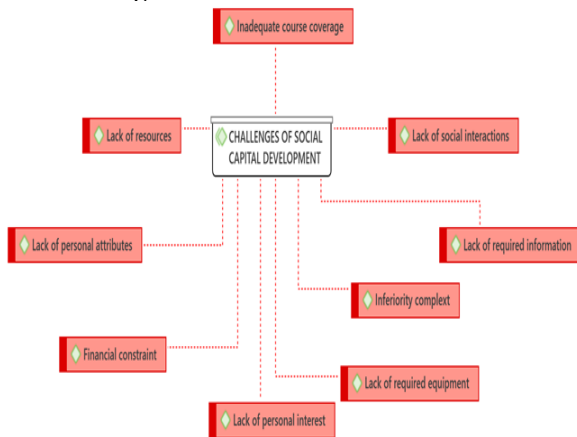 Inadequate course coverage
Lack of resources
CHALLENGES OF SOCIAL
CAPITAL DEVELOPMENT
Lack of social interactions
Lack of personal attributes
Lack of required information
Inferiority complext
Financial constraint
Lack of required equipment
Lack of personal interest